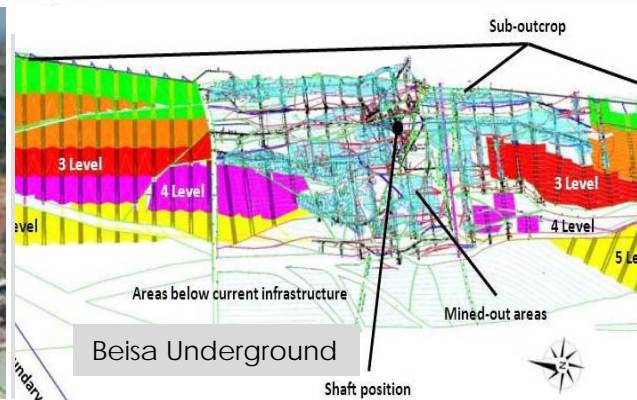 Sub-outcrop
3 Level
3 Level
4 Level
4 Level
evel
5 Le
Areas below current infrastructure
Mined-out areas
Beisa Underground
undary
Shaft position